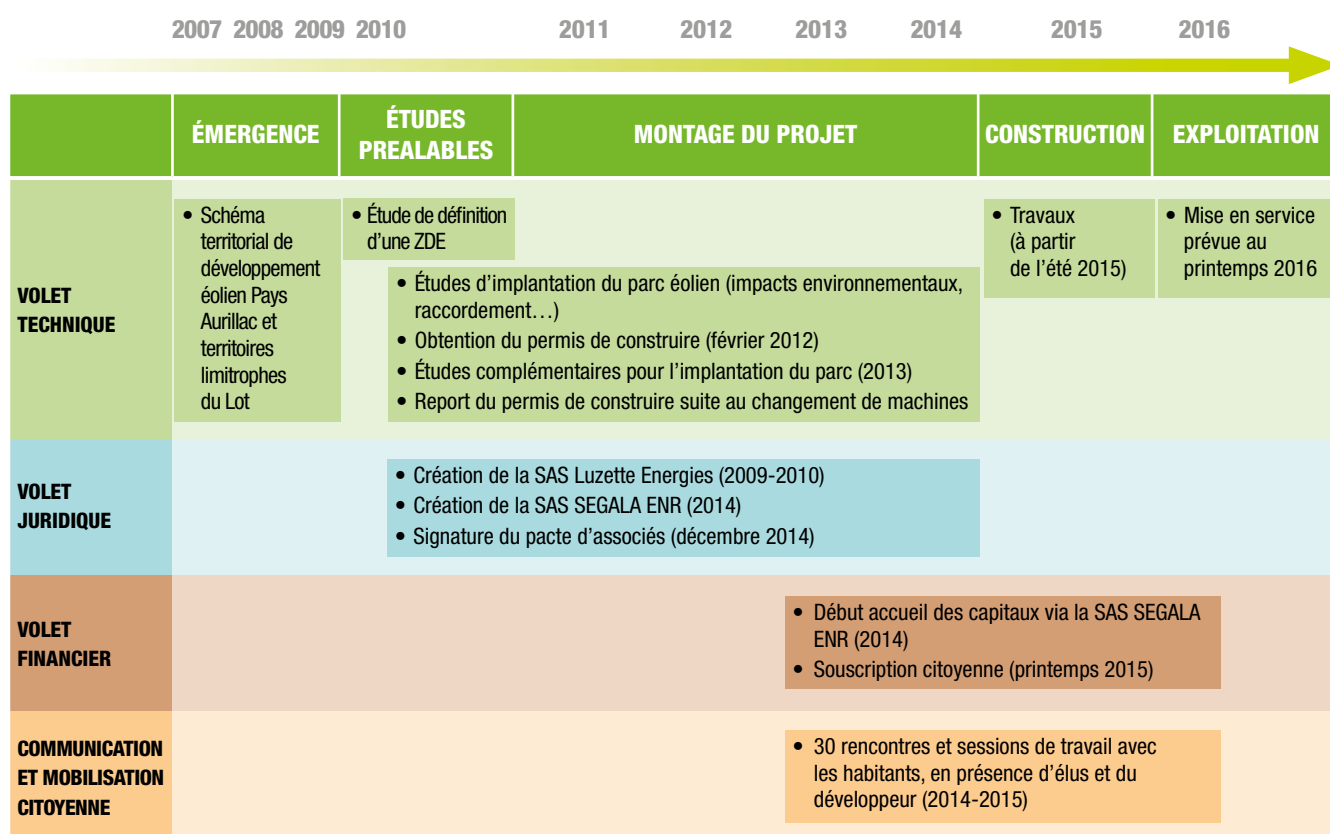 2007 2008 2009 2010 2011 2012 2013 2014 2015 2016
ÉMERGENCE
ÉTUDES
PREALABLES
MONTAGE DU PROJET
CONSTRUCTION
EXPLOITATION
VOLET
TECHNIQUE
• Schéma
territorial de
développement
éolien Pays
Aurillac et
territoires
limitrophes
du Lot
• Étude de définition
d’une ZDE
• Études d’implantation du parc éolien (impacts environnementaux,
raccordement…)
• Obtention du permis de construire (février 2012)
• Études complémentaires pour l’implantation du parc (2013)
• Report du permis de construire suite au changement de machines
• Travaux
(à partir
de l’été 2015)
• Mise en service
prévue au
printemps 2016
VOLET
JURIDIQUE
• Création de la SAS Luzette Energies (2009-2010)
• Création de la SAS SEGALA ENR (2014)
• Signature du pacte d’associés (décembre 2014)
VOLET
FINANCIER
• Début accueil des capitaux via la SAS SEGALA
ENR (2014)
• Souscription citoyenne (printemps 2015)
COMMUNICATION
ET MOBILISATION
CITOYENNE
• 30 rencontres et sessions de travail avec
les habitants, en présence d’élus et du
développeur (2014-2015)